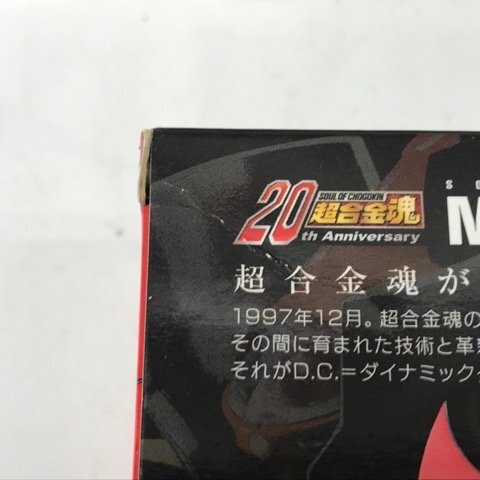 20
SOUL OF CHOGOKIN
超合金魂
th Anniversary
超合金魂が
1997年12月。超合金魂の
その間に育まれた技術と革
それがD.C.=ダイナミック